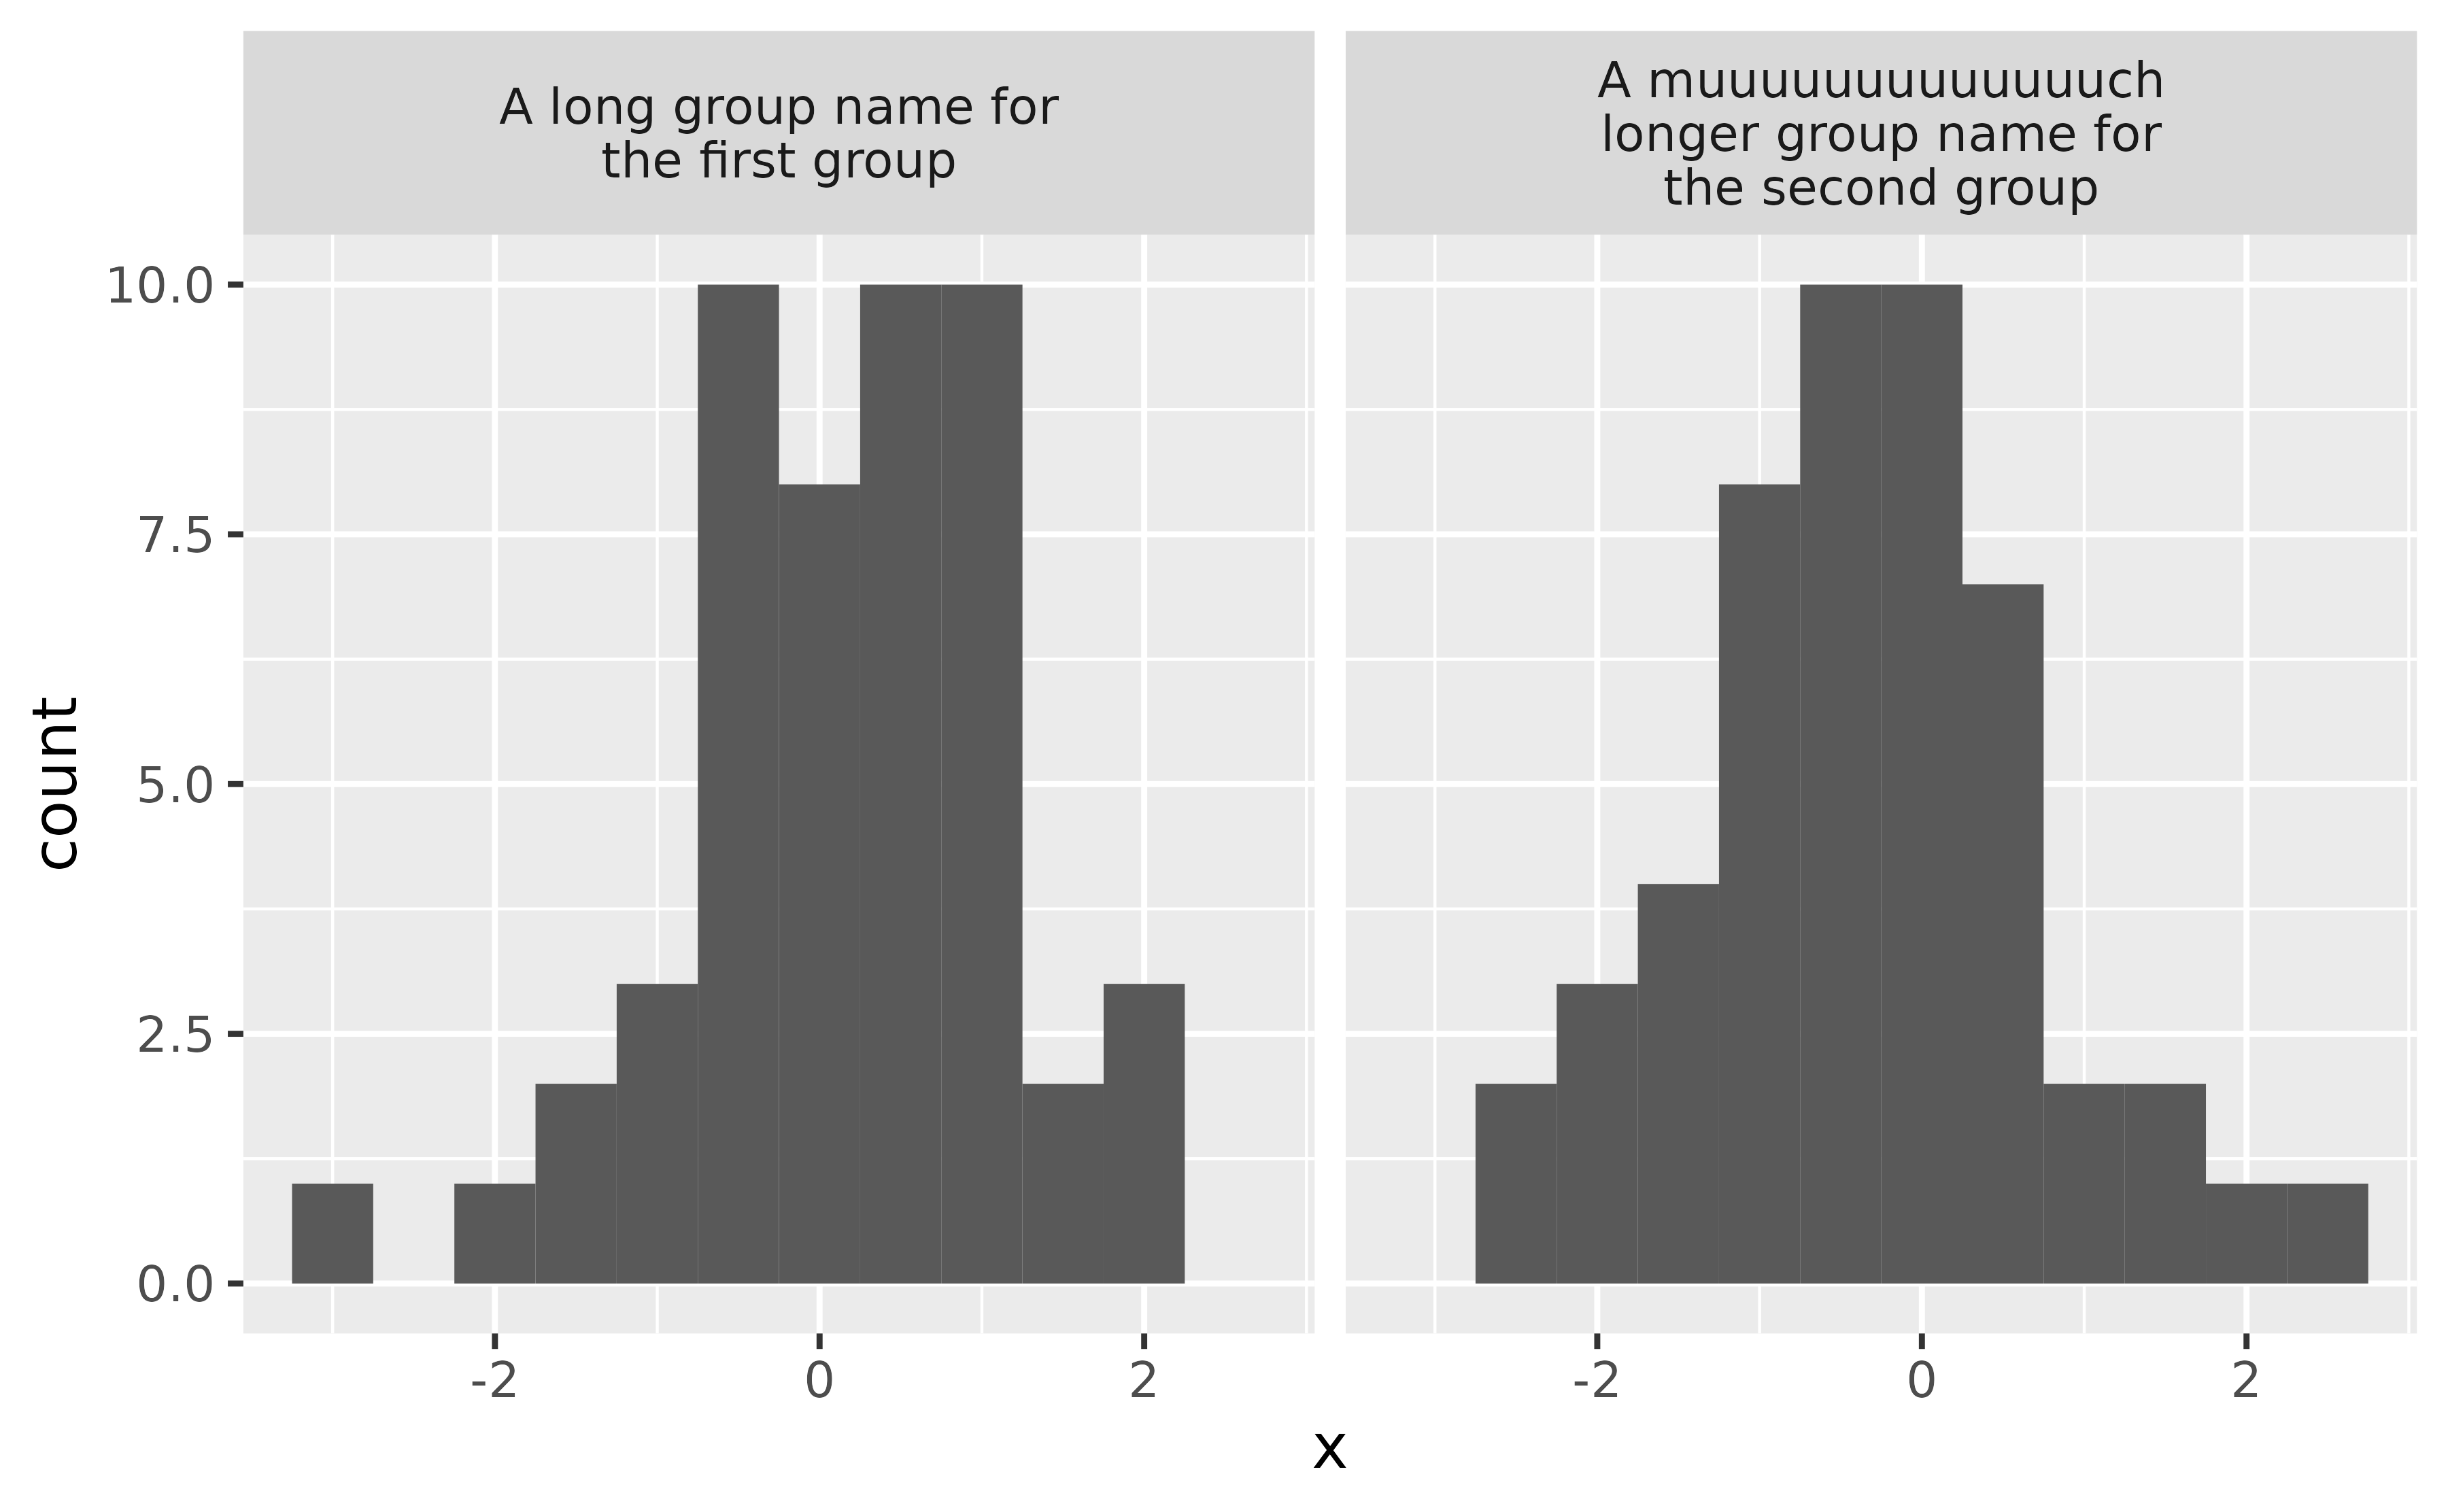 A long group name for
the first group
A muuuuuuuuuuuuuch
longer group name for
the second group
10.0
7.5
5.0
2.5
0.0
count
-2
0
2
-2
0
2
x